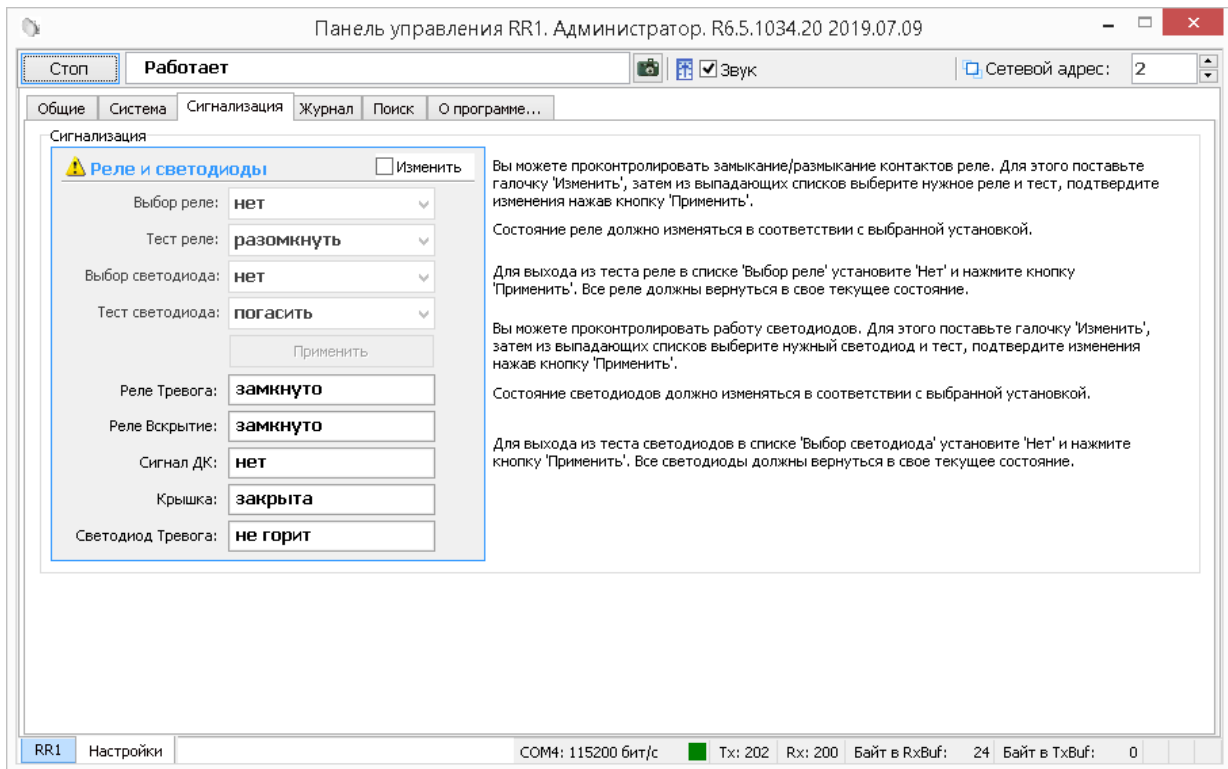 Панель управления RR1. Администратор. R6.5.1034.20 2019.07.09
Стоп Работает Звук Сетевой адрес: 2
Общие Система Сигнализация Журнал Поиск О программе...
Сигнализация
Реле и светодиоды Изменить
Выбор реле: нет
Тест реле: разомкнуть
Выбор светодиода: нет
Тест светодиода: погасить
Применить
Реле Тревога: замкнуто
Реле Вскрытие: замкнуто
Сигнал ДК: нет
Крышка: закрыта
Светодиод Тревога: не горит
Вы можете проконтролировать замыкание/размыкание контактов реле. Для этого поставьте
галочку 'Изменить', затем из выпадающих списков выберите нужное реле и тест, подтвердите
изменения нажав кнопку 'Применить'.
Состояние реле должно изменяться в соответствии с выбранной установкой.
Для выхода из теста реле в списке 'Выбор реле' установите 'Нет' и нажмите кнопку
'Применить'. Все реле должны вернуться в свое текущее состояние.
Вы можете проконтролировать работу светодиодов. Для этого поставьте галочку 'Изменить',
затем из выпадающих списков выберите нужный светодиод и тест, подтвердите изменения
нажав кнопку 'Применить'.
Состояние светодиодов должно изменяться в соответствии с выбранной установкой.
Для выхода из теста светодиодов в списке 'Выбор светодиода' установите 'Нет' и нажмите
кнопку 'Применить'. Все светодиоды должны вернуться в свое текущее состояние.
RR1 Настройки COM4: 115200 бит/с Tx: 202 Rx: 200 Байт в RxBuf: 24 Байт в TxBuf: 0